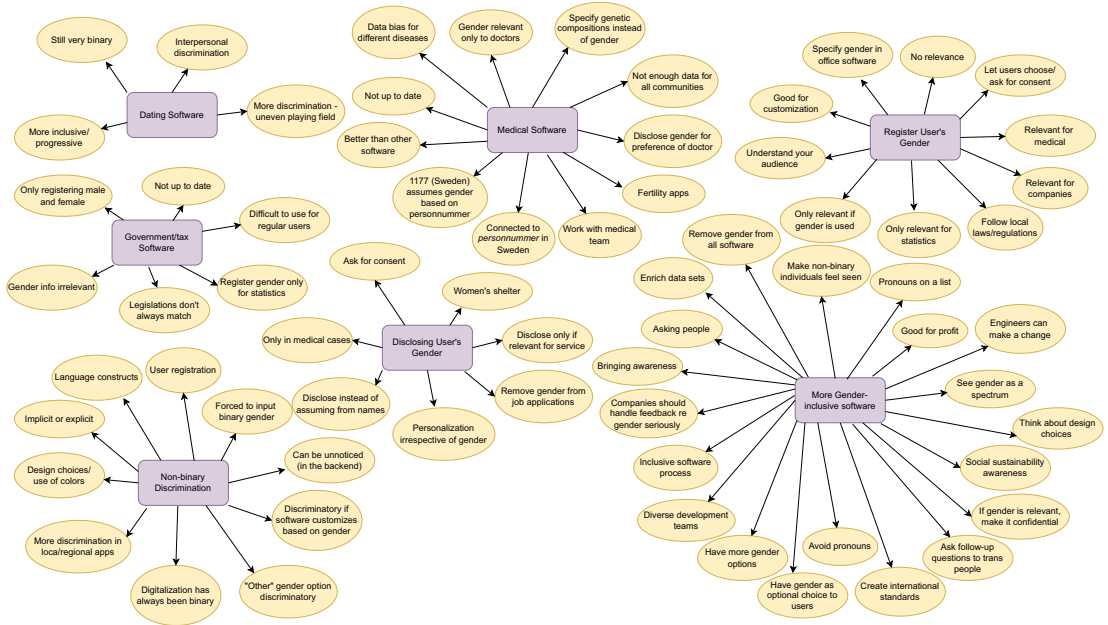 Still very binary
Interpersonal
discrimination
Dating Software
More inclusive/
progressive
More discrimination -
uneven playing field
Data bias for
different diseases
Gender relevant
only to doctors
Specify genetic
compositions instead
of gender
Not enough data for
all communities
Not up to date
Medical Software
Better than other
software
Disclose gender for
preference of doctor
1177 (Sweden)
assumes gender
based on
personnummer
Connected to
personnummer in
Sweden
Work with medical
team
Fertility apps
Specify gender in
office software
No relevance
Let users choose/
ask for consent
Good for
customization
Register User's
Gender
Relevant for
medical
Understand your
audience
Relevant for
companies
Only relevant if
gender is used
Only relevant for
statistics
Follow local
laws/regulations
Only registering male
and female
Not up to date
Government/tax
Software
Difficult to use for
regular users
Gender info irrelevant
Legislations don't
always match
Register gender only
for statistics
Ask for consent
Women's shelter
Only in medical cases
Disclosing User's
Gender
Disclose only if
relevant for service
Disclose instead of
assuming from names
Personalization
irrespective of gender
Remove gender from
job applications
Language constructs
User registration
Implicit or explicit
Forced to input
binary gender
Design choices/
use of colors
Non-binary
Discrimination
Can be unnoticed
(in the backend)
More discrimination in
loca/regional apps
Discriminatory if
software customizes
based on gender
Digitalization has
always been binary
"Other" gender option
discriminatory
Remove gender from
all software
Enrich data sets
Make non-binary
individuals feel seen
Pronouns on a list
Asking people
Good for profit
Engineers can
make a change
Bringing awareness
More Gender-
inclusive software
See gender as a
spectrum
Companies should
handle feedback re
gender seriously
Think about design
choices
Inclusive software
process
Social sustainability
awareness
Diverse development
teams
If gender is relevant,
make it confidential
Have more gender
options
Avoid pronouns
Ask follow-up
questions to trans
people
Have gender as
optional choice to
users
Create international
standards